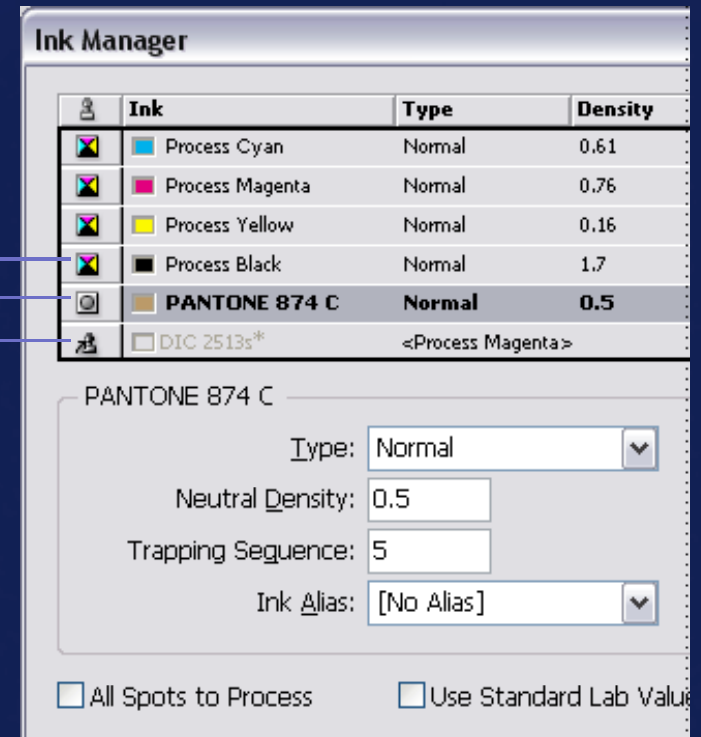 Ink Manager
Ink Type Density
Process Cyan Normal 0.61
Process Magenta Normal 0.76
Process Yellow Normal 0.16
Process Black Normal 1.7
PANTONE 874 C Normal 0.5
DIC 2513s* <Process Magenta>
PANTONE 874 C
Type: Normal
Neutral Density: 0.5
Trapping Sequence: 5
Ink Alias: [No Alias]
All Spots to Process Use Standard Lab Value